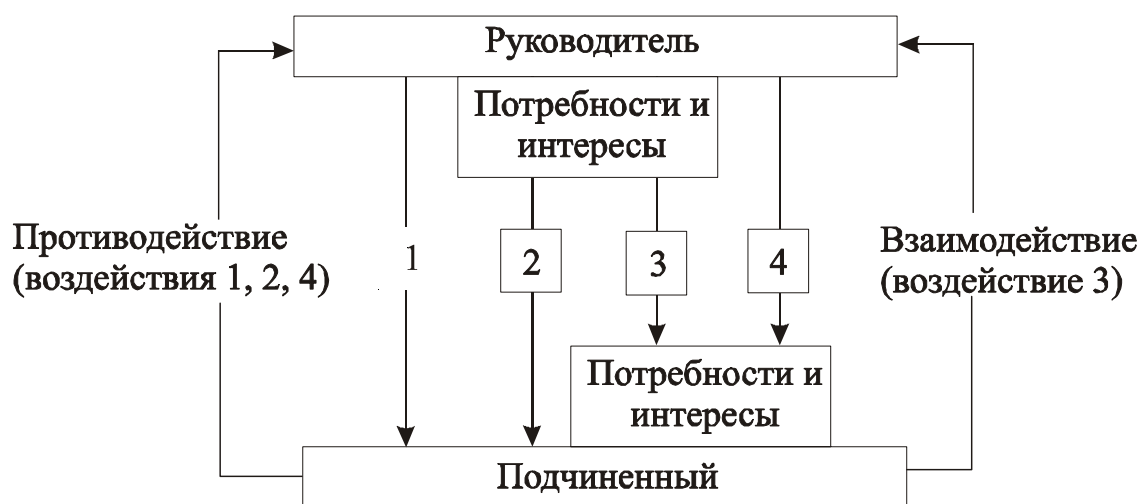 Руководитель
Потребности и
интересы
Противодействие
(воздействия 1, 2, 4)
1
2
3
4
Взаимодействие
(воздействие 3)
Потребности и
интересы
Подчиненный